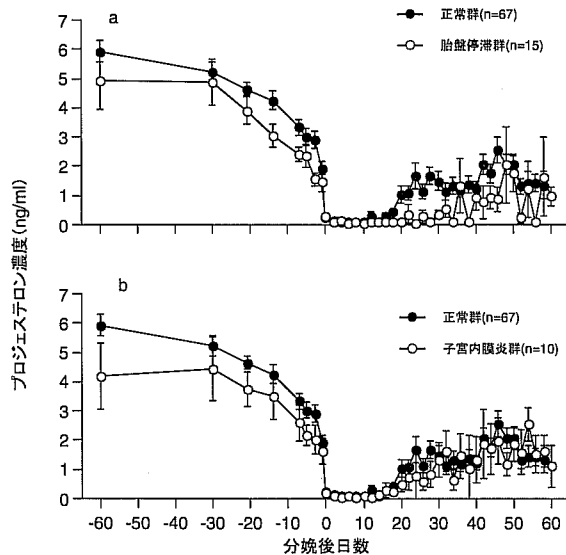 a
正常群(n=67)
胎盤停滞群(n=15)
7
6
5
4
3
2
1
0
b
正常群(n=67)
子宮内膜炎群(n=10)
7
6
5
4
3
2
1
0
-60 -50 -40 -30 -20 -10 0 10 20 30 40 50 60
分娩後日数
プロジェステロン濃度(ng/ml)